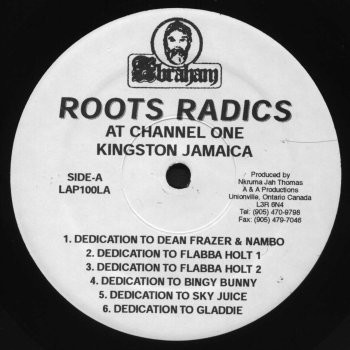 Abraham
ROOTS RADICS
AT CHANNEL ONE
KINGSTON JAMAICA
SIDE-A
LAP100LA
Produced by
Nkruma Jah Thomas
A & A Productions
Unionville, Ontario Canada
L3R 6N4
Tel: (905) 470-9798
Fax: (905) 479-7046
1. DEDICATION TO DEAN FRAZER & NAMBO
2. DEDICATION TO FLABBA HOLT 1
3. DEDICATION TO FLABBA HOLT 2
4. DEDICATION TO BINGY BUNNY
5. DEDICATION TO SKY JUICE
6. DEDICATION TO GLADDIE